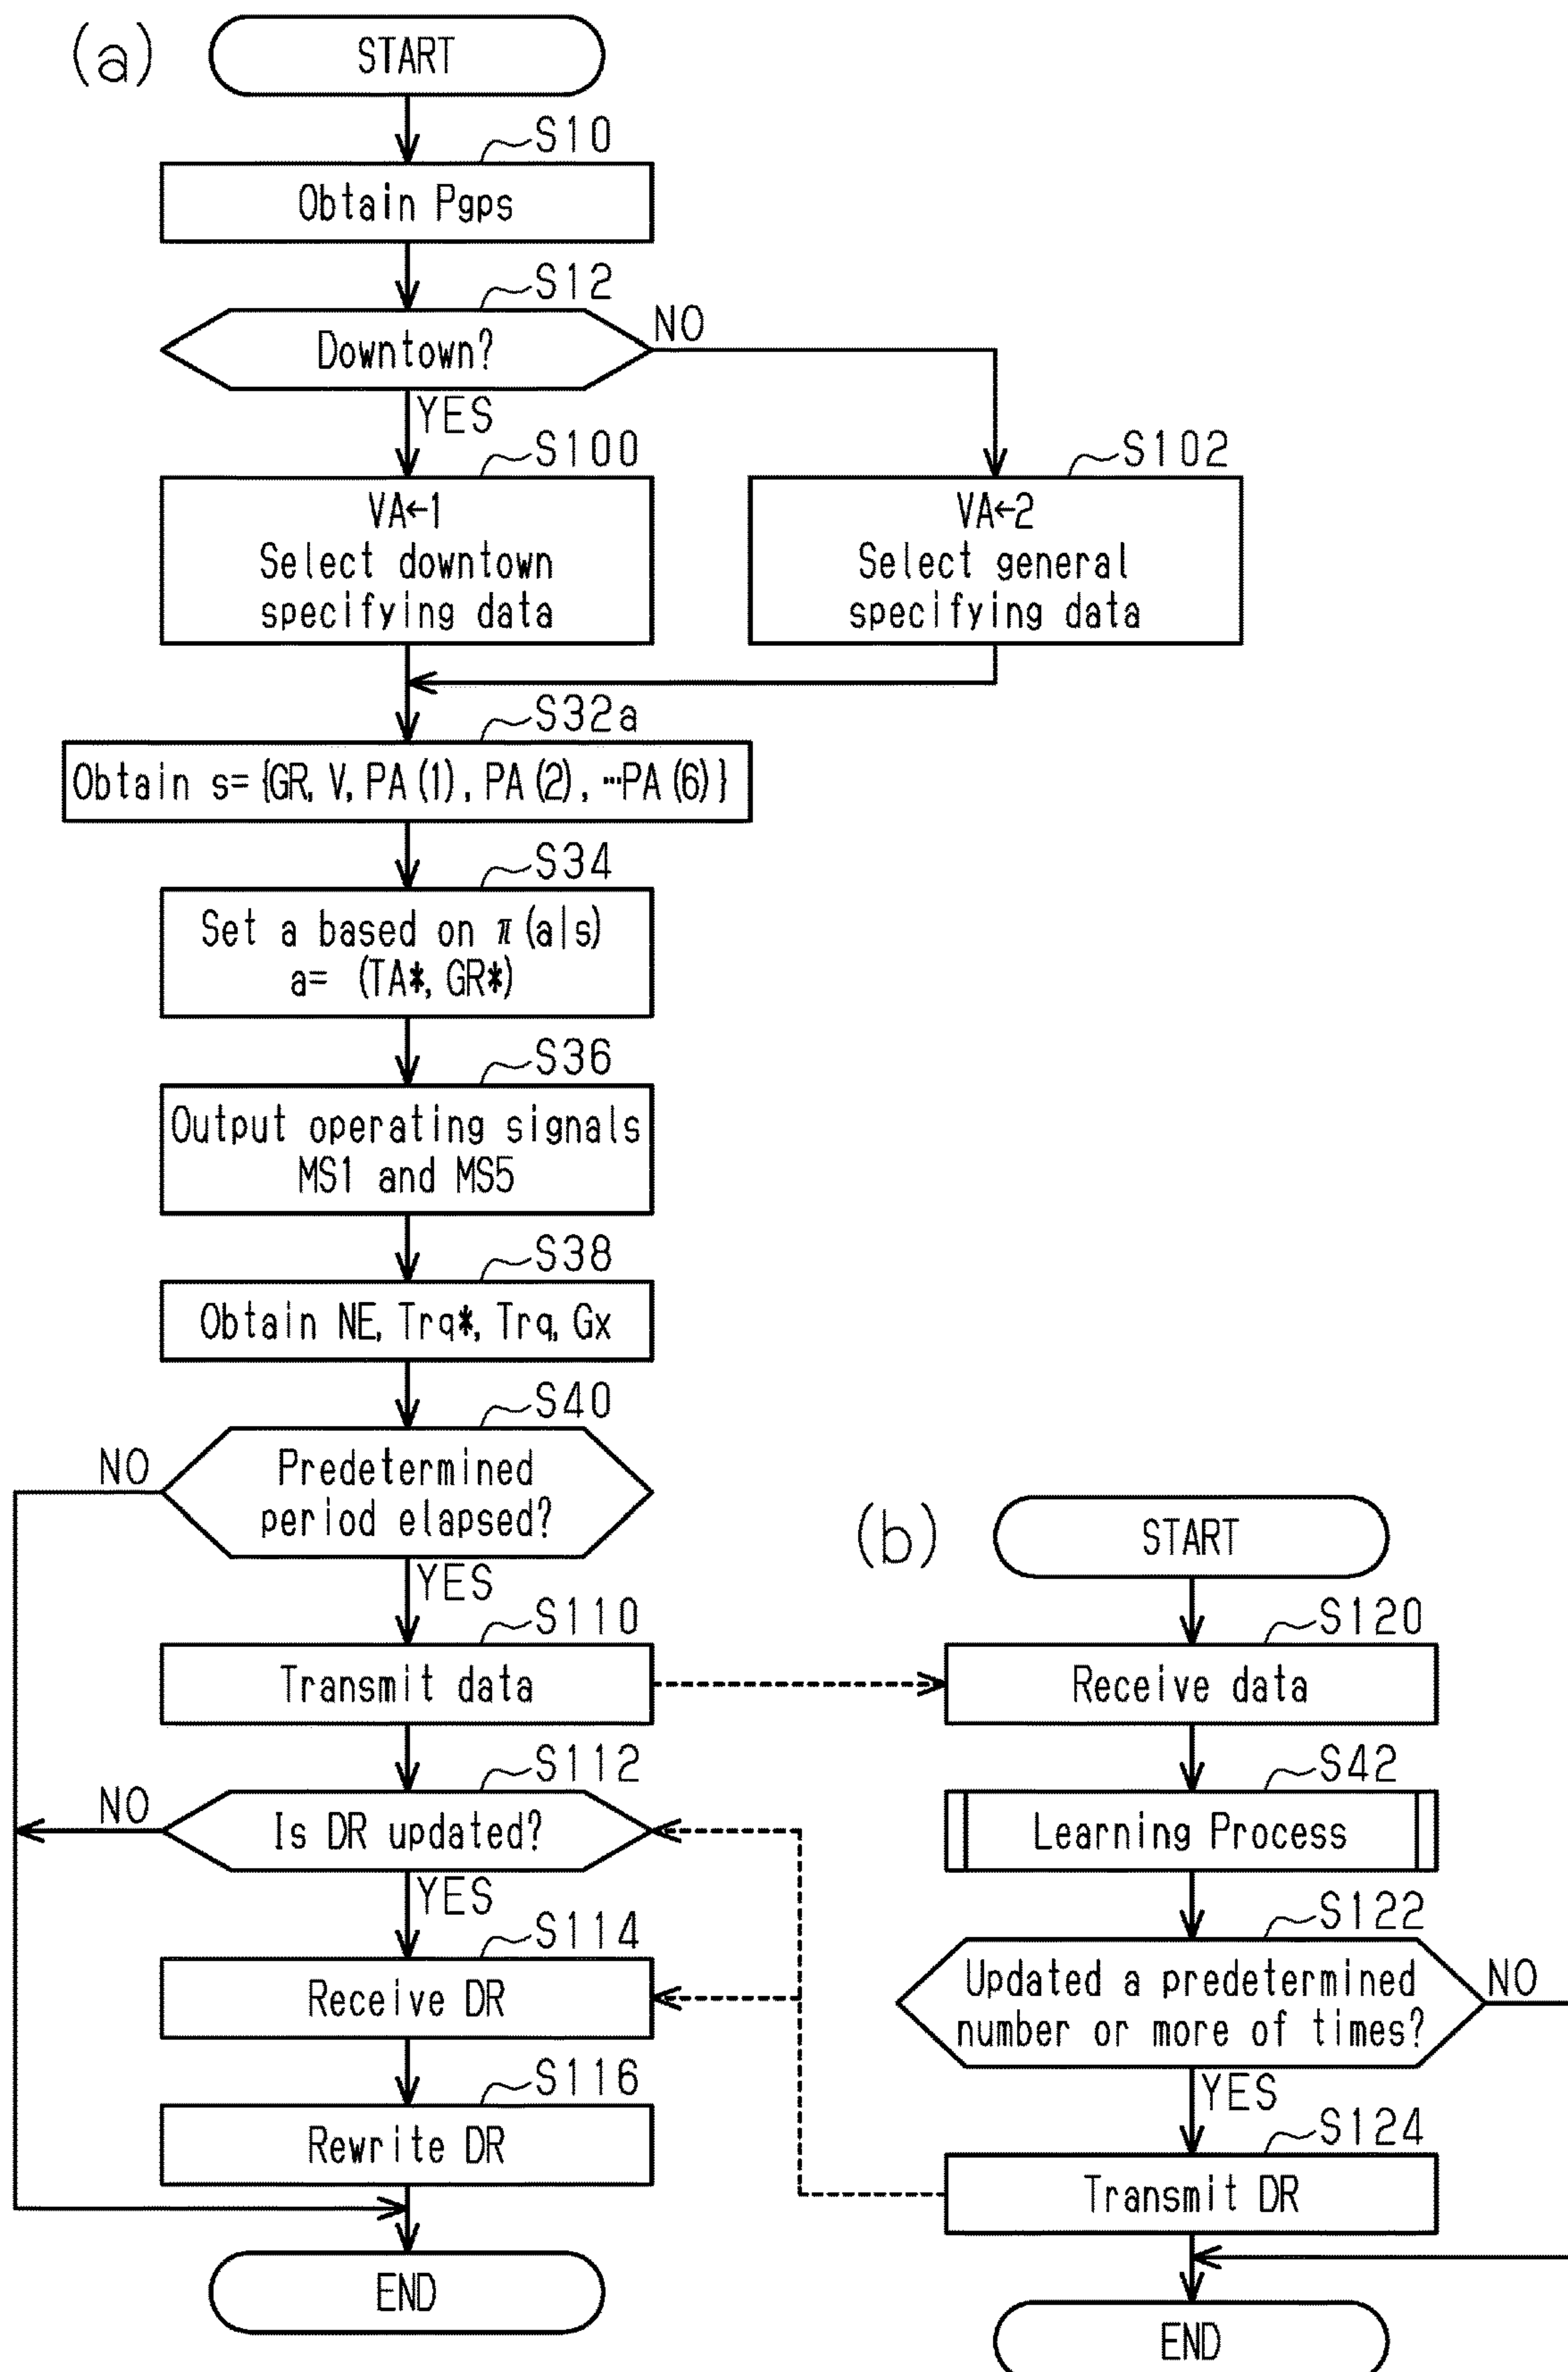 (a)
START
S10
Obtain Pgps
S12
Downtown?
NO
YES
S100
VA←1
Select downtown
specifying data
S102
VA←2
Select general
specifying data
S32a
Obtain s={GR, V, PA(1), PA(2), ···PA(6)}
S34
Set a based on π(a|s)
a= (TA*, GR*)
S36
Output operating signals
MS1 and MS5
S38
Obtain NE, Trq*, Trq, Gx
S40
Predetermined
period elapsed?
NO
YES
S110
Transmit data
S112
Is DR updated?
NO
YES
S114
Receive DR
S116
Rewrite DR
END
(b)
START
S120
Receive data
S42
Learning Process
S122
Updated a predetermined
number or more of times?
NO
YES
S124
Transmit DR
END